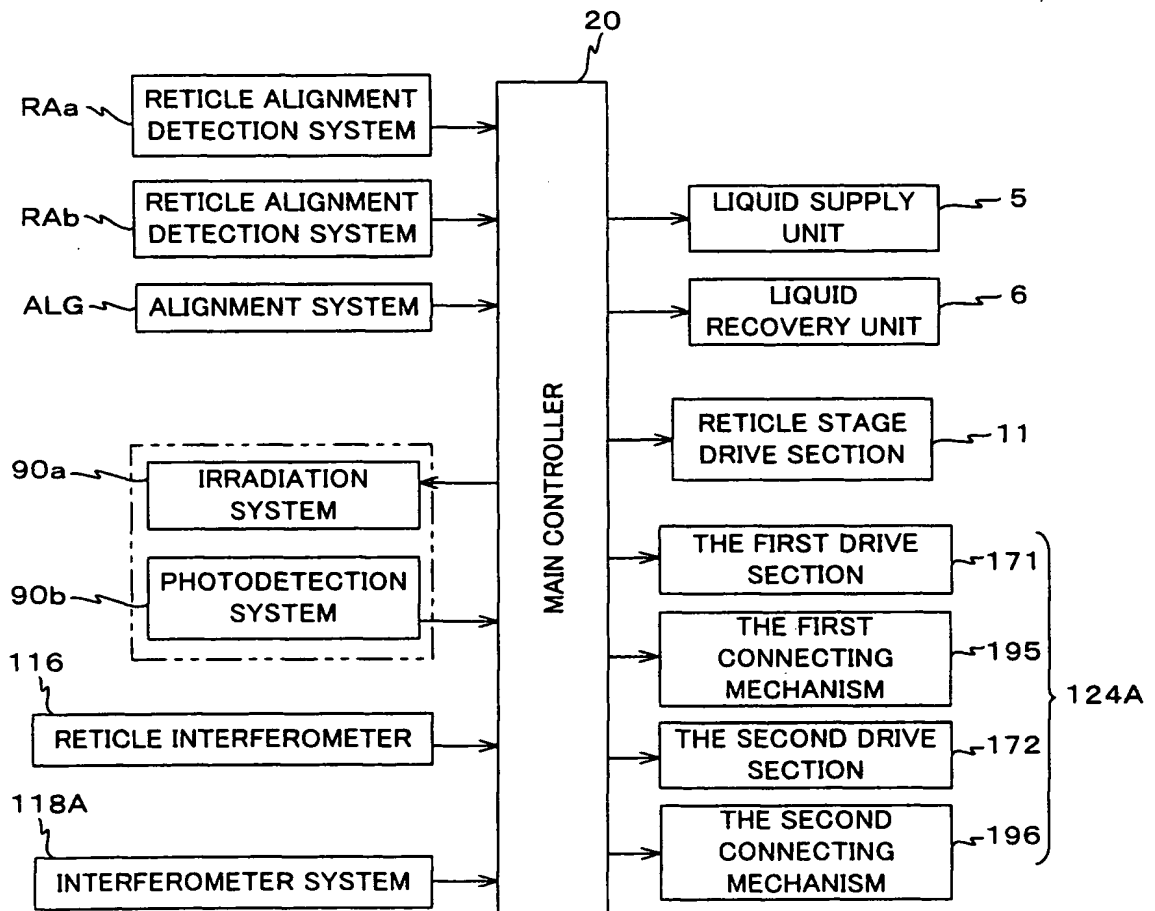 20
RAa
RETICLE ALIGNMENT
DETECTION SYSTEM
RAb
RETICLE ALIGNMENT
DETECTION SYSTEM
ALG
ALIGNMENT SYSTEM
90a
IRRADIATION
SYSTEM
90b
PHOTODETECTION
SYSTEM
116
RETICLE INTERFEROMETER
118A
INTERFEROMETER SYSTEM
MAIN CONTROLLER
LIQUID SUPPLY
UNIT
5
LIQUID
RECOVERY UNIT
6
RETICLE STAGE
DRIVE SECTION
11
THE FIRST DRIVE
SECTION
171
THE FIRST
CONNECTING
MECHANISM
195
THE SECOND DRIVE
SECTION
172
THE SECOND
CONNECTING
MECHANISM
196
124A